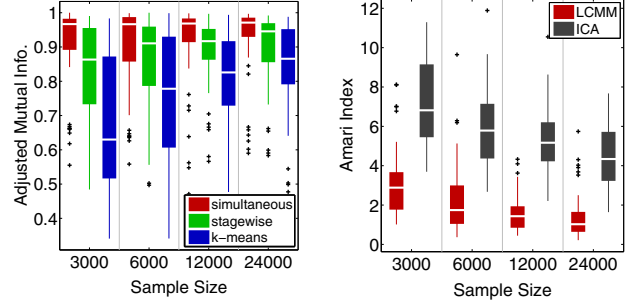 1
0.9
0.8
0.7
0.6
0.5
0.4
Adjusted Mutual Info.
simultaneous
stagewise
k−means
3000 6000 12000 24000
Sample Size
12
10
8
6
4
2
0
Amari Index
LCMM
ICA
3000 6000 12000 24000
Sample Size